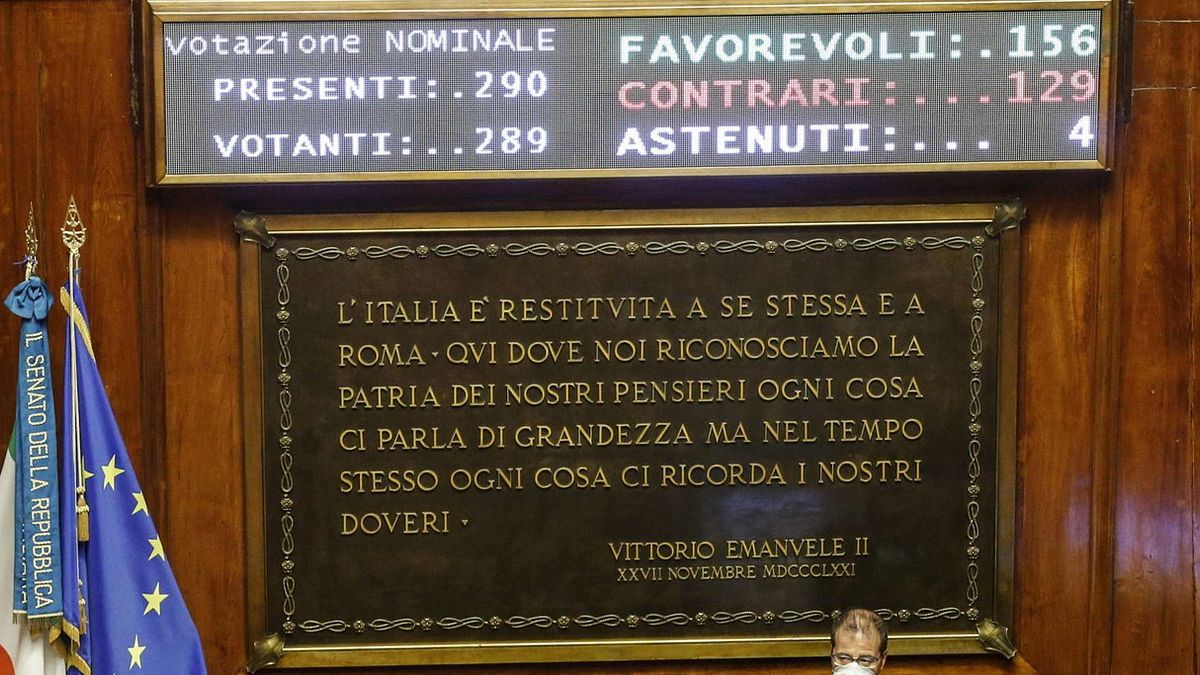 votazione NOMINALE
PRESENTI:.290
VOTANTI:..289
FAVOREVOLI:.156
CONTRARI:...129
ASTENUTI:... 4
L'ITALIA È RESTITVITA A SE STESSA E A
ROMA · QVI DOVE NOI RICONOSCIAMO LA
PATRIA DEI NOSTRI PENSIERI OGNI COSA
CI PARLA DI GRANDEZZA MA NEL TEMPO
STESSO OGNI COSA CI RICORDA I NOSTRI
DOVERI ·
VITTORIO EMANVELE II
XXVII NOVEMBRE MDCCCLXXI
IL SENATO DELLA REPUBBLICA